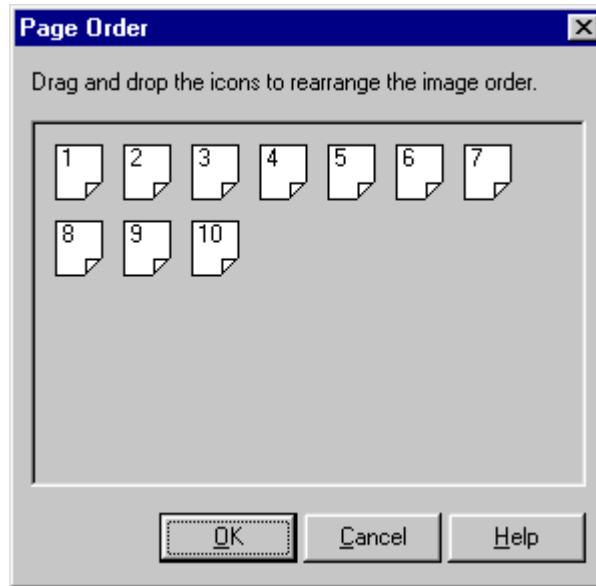 Page Order
Drag and drop the icons to rearrange the image order.
1 2 3 4 5 6 7
8 9 10
OK Cancel Help